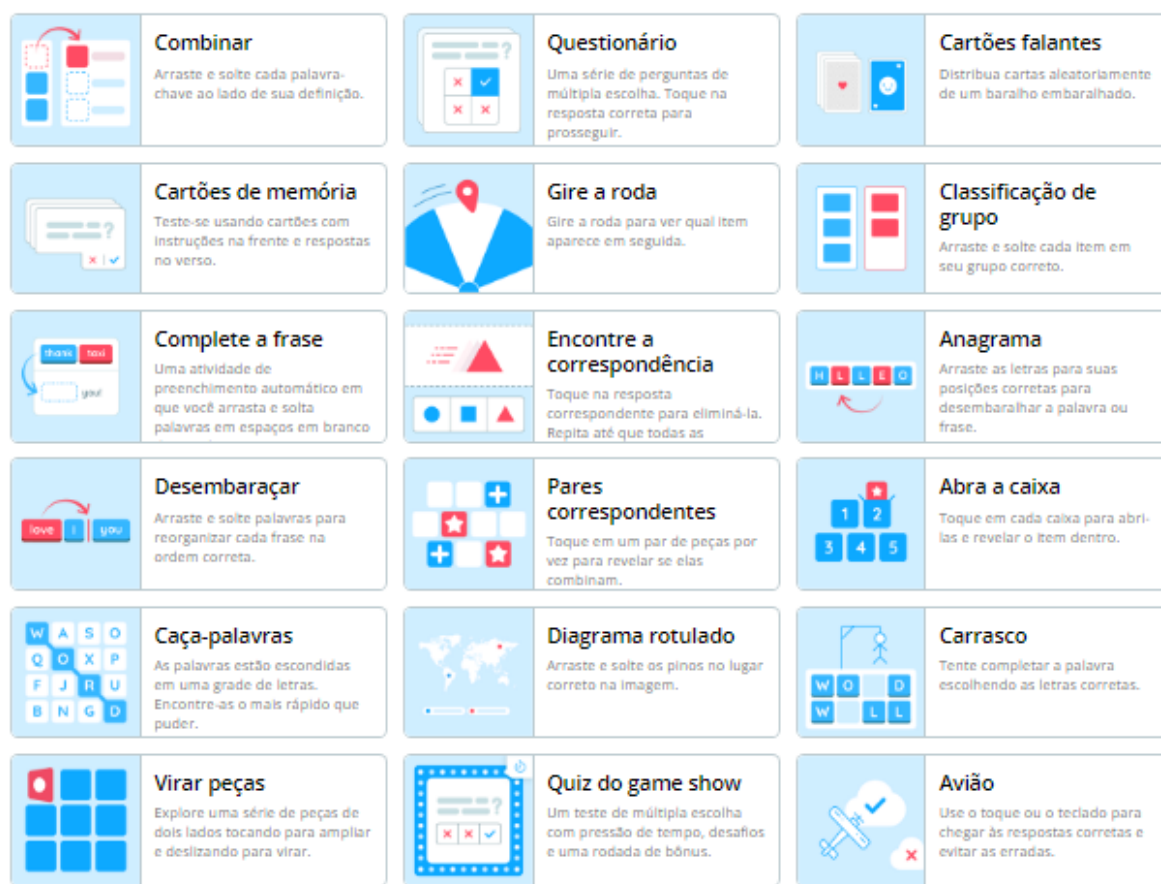 Combinar
Arraste e solte cada palavra-
chave ao lado de sua definição.
?
Questionário
Uma série de perguntas de
múltipla escolha. Toque na
resposta correta para
prosseguir.
Cartões falantes
Distribua cartas aleatoriamente
de um baralho embaralhado.
?
Cartões de memória
Teste-se usando cartões com
instruções na frente e respostas
no verso.
Gire a roda
Gire a roda para ver qual item
aparece em seguida.
Classificação de
grupo
Arraste e solte cada item em
seu grupo correto.
thank taxi
you!
Complete a frase
Uma atividade de
preenchimento automático em
que você arrasta e solta
palavras em espaços em branco
Encontre a
correspondência
Toque na resposta
correspondente para eliminá-la.
Repita até que todas as
H L L E O
Anagrama
Arraste as letras para suas
posições corretas para
desembaralhar a palavra ou
frase.
love I you
Desembaraçar
Arraste e solte palavras para
reorganizar cada frase na
ordem correta.
Pares
correspondentes
Toque em um par de peças por
vez para revelar se elas
combinam.
1 2
3 4 5
Abra a caixa
Toque em cada caixa para abri-
las e revelar o item dentro.
W A S O
Q O X P
F J R U
B N G D
Caça-palavras
As palavras estão escondidas
em uma grade de letras.
Encontre-as o mais rápido que
puder.
Diagrama rotulado
Arraste e solte os pinos no lugar
correto na imagem.
W O D
W L L
Carrasco
Tente completar a palavra
escolhendo as letras corretas.
Virar peças
Explore uma série de peças de
dois lados tocando para ampliar
e deslizando para virar.
?
Quiz do game show
Um teste de múltipla escolha
com pressão de tempo, desafios
e uma rodada de bônus.
Avião
Use o toque ou o teclado para
chegar às respostas corretas e
evitar as erradas.